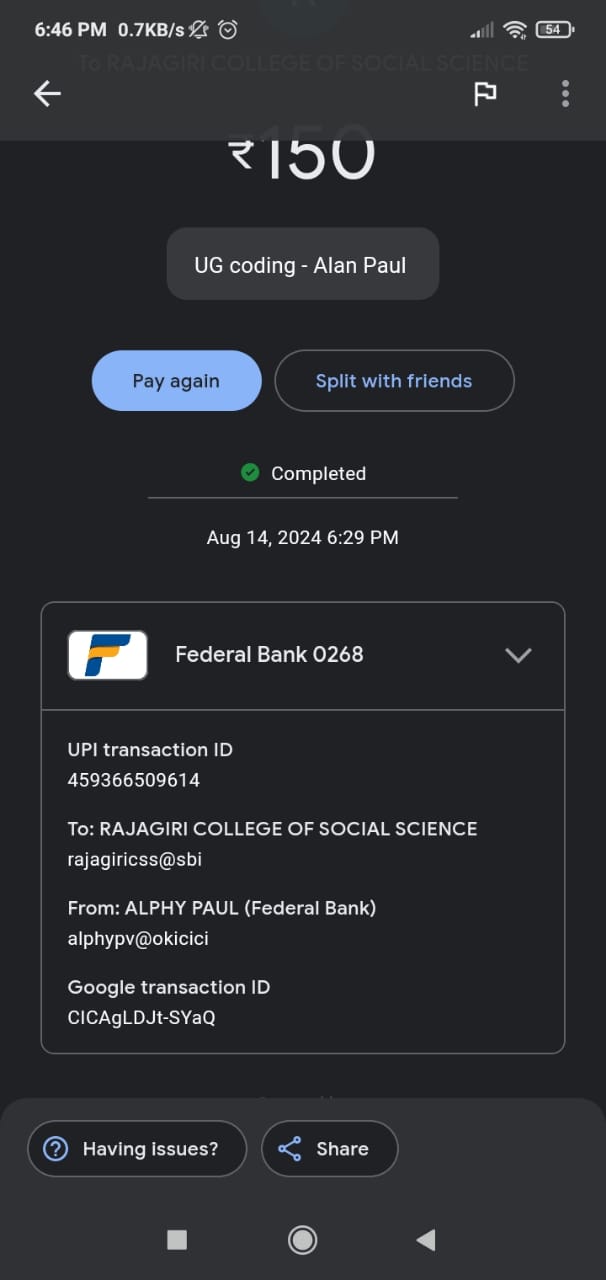 6:46 PM 0.7KB/s 54
To RAJAGIRI COLLEGE OF SOCIAL SCIENCE
₹150
UG coding - Alan Paul
Pay again Split with friends
Completed
Aug 14, 2024 6:29 PM
Federal Bank 0268
UPI transaction ID
459366509614
To: RAJAGIRI COLLEGE OF SOCIAL SCIENCE
rajagiricss@sbi
From: ALPHY PAUL (Federal Bank)
alphypv@okicici
Google transaction ID
CICAgLDJt-SYaQ
Having issues? Share